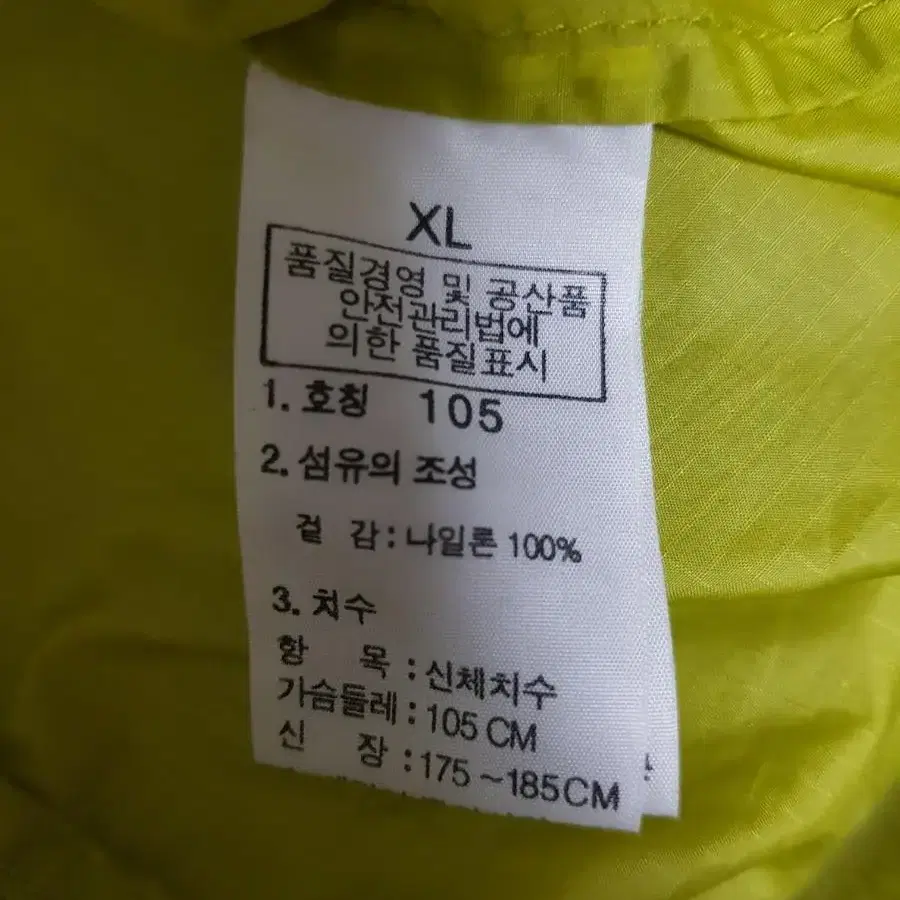 XL
품질경영 및 공산품
안전관리법에
의한 품질표시
1. 호칭 105
2. 섬유의 조성
겉 감 : 나일론 100%
3. 치수
항 목 : 신체치수
가슴둘레 : 105 CM
신 장 : 175 ~ 185CM